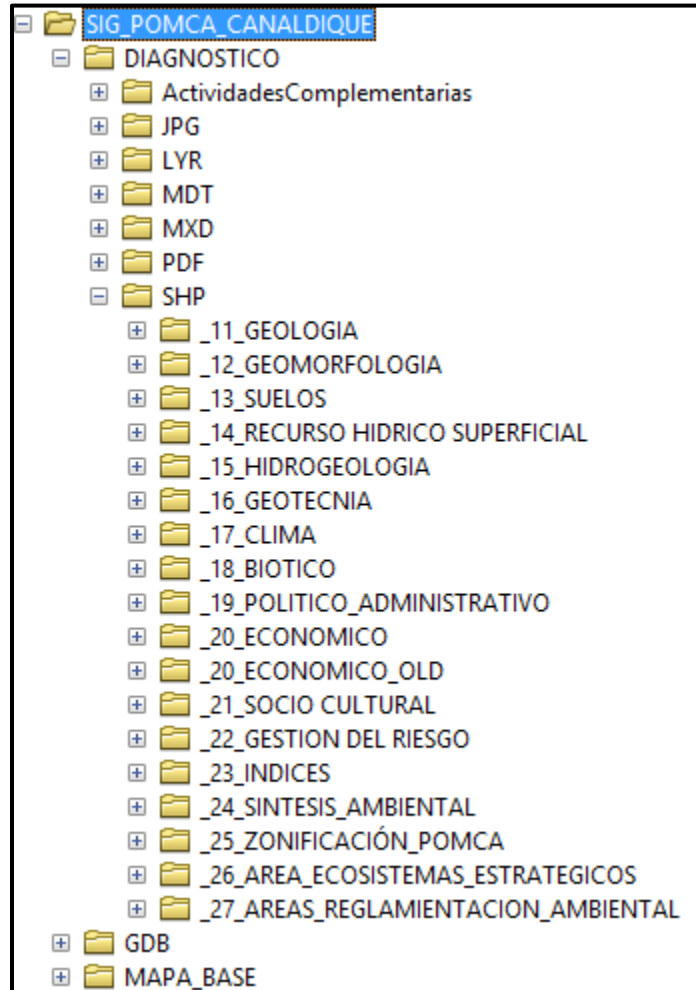 SIG_POMCA_CANALDIQUE
DIAGNOSTICO
ActividadesComplementarias
JPG
LYR
MDT
MXD
PDF
SHP
_11_GEOLOGIA
_12_GEOMORFOLOGIA
_13_SUELOS
_14_RECURSO HIDRICO SUPERFICIAL
_15_HIDROGEOLOGIA
_16_GEOTECNIA
_17_CLIMA
_18_BIOTICO
_19_POLITICO_ADMINISTRATIVO
_20_ECONOMICO
_20_ECONOMICO_OLD
_21_SOCIO CULTURAL
_22_GESTION DEL RIESGO
_23_INDICES
_24_SINTESIS_AMBIENTAL
_25_ZONIFICACIÓN_POMCA
_26_AREA_ECOSISTEMAS_ESTRATEGICOS
_27_AREAS_REGLAMIENTACION_AMBIENTAL
GDB
MAPA_BASE